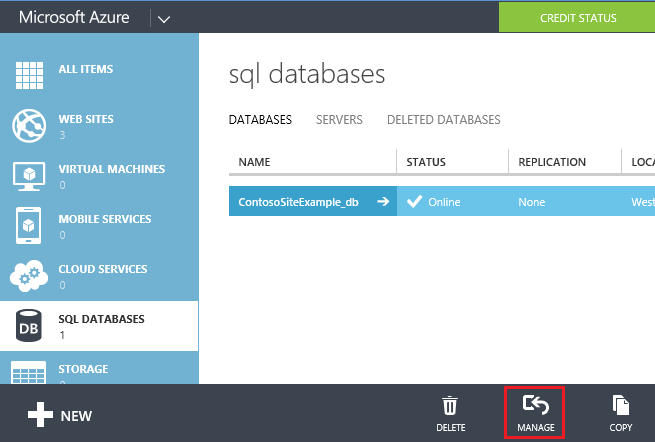 Microsoft Azure
CREDIT STATUS
ALL ITEMS
WEB SITES
3
VIRTUAL MACHINES
0
MOBILE SERVICES
0
CLOUD SERVICES
0
DB
SQL DATABASES
1
STORAGE
sql databases
DATABASES SERVERS DELETED DATABASES
NAME STATUS REPLICATION LOCA
ContosoSiteExample_db Online None West
NEW
DELETE
MANAGE
COPY